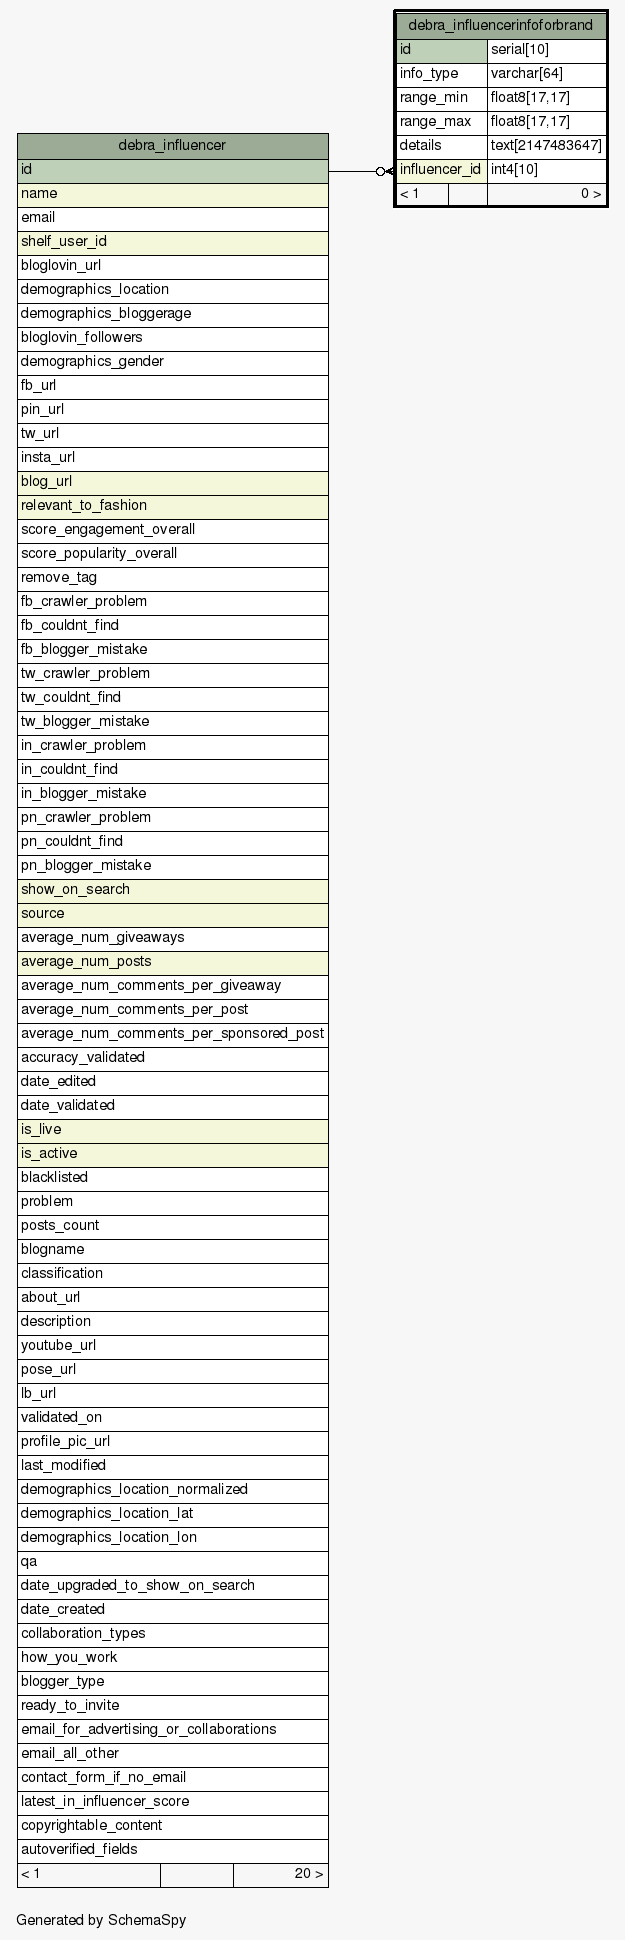 debra_influencerinfoforbrand
id serial[10]
info_type varchar[64]
range_min float8[17,17]
range_max float8[17,17]
details text[2147483647]
influencer_id int4[10]
< 1 0 >
debra_influencer
id
name
email
shelf_user_id
bloglovin_url
demographics_location
demographics_bloggerage
bloglovin_followers
demographics_gender
fb_url
pin_url
tw_url
insta_url
blog_url
relevant_to_fashion
score_engagement_overall
score_popularity_overall
remove_tag
fb_crawler_problem
fb_couldnt_find
fb_blogger_mistake
tw_crawler_problem
tw_couldnt_find
tw_blogger_mistake
in_crawler_problem
in_couldnt_find
in_blogger_mistake
pn_crawler_problem
pn_couldnt_find
pn_blogger_mistake
show_on_search
source
average_num_giveaways
average_num_posts
average_num_comments_per_giveaway
average_num_comments_per_post
average_num_comments_per_sponsored_post
accuracy_validated
date_edited
date_validated
is_live
is_active
blacklisted
problem
posts_count
blogname
classification
about_url
description
youtube_url
pose_url
lb_url
validated_on
profile_pic_url
last_modified
demographics_location_normalized
demographics_location_lat
demographics_location_lon
qa
date_upgraded_to_show_on_search
date_created
collaboration_types
how_you_work
blogger_type
ready_to_invite
email_for_advertising_or_collaborations
email_all_other
contact_form_if_no_email
latest_in_influencer_score
copyrightable_content
autoverified_fields
< 1 20 >
Generated by SchemaSpy